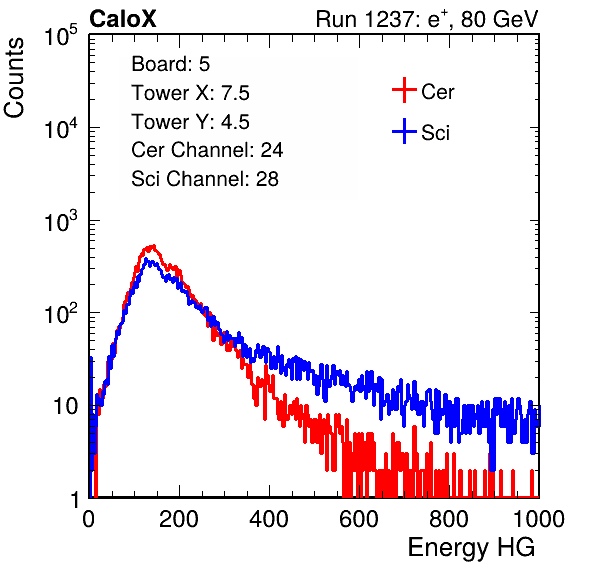 CaloX Run 1237: e⁺, 80 GeV
Counts
Board: 5
Tower X: 7.5
Tower Y: 4.5
Cer Channel: 24
Sci Channel: 28
Cer
Sci
10⁵
10⁴
10³
10²
10
1
0 200 400 600 800 1000
Energy HG